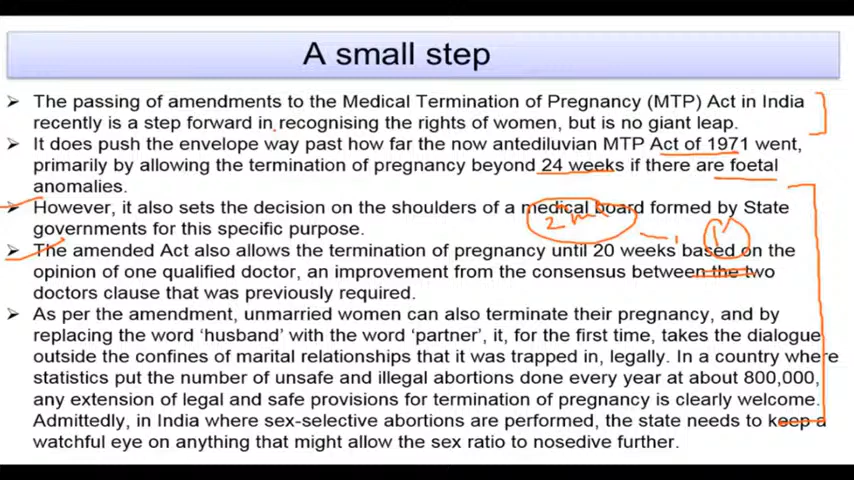 A small step
➢ The passing of amendments to the Medical Termination of Pregnancy (MTP) Act in India
recently is a step forward in recognising the rights of women, but is no giant leap.
➢ It does push the envelope way past how far the now antediluvian MTP Act of 1971 went,
primarily by allowing the termination of pregnancy beyond 24 weeks if there are foetal
anomalies.
➢ However, it also sets the decision on the shoulders of a medical board formed by State
governments for this specific purpose.
➢ The amended Act also allows the termination of pregnancy until 20 weeks based on the
opinion of one qualified doctor, an improvement from the consensus between the two
doctors clause that was previously required.
➢ As per the amendment, unmarried women can also terminate their pregnancy, and by
replacing the word ‘husband’ with the word ‘partner’, it, for the first time, takes the dialogue
outside the confines of marital relationships that it was trapped in, legally. In a country where
statistics put the number of unsafe and illegal abortions done every year at about 800,000,
any extension of legal and safe provisions for termination of pregnancy is clearly welcome.
Admittedly, in India where sex-selective abortions are performed, the state needs to keep a
watchful eye on anything that might allow the sex ratio to nosedive further.